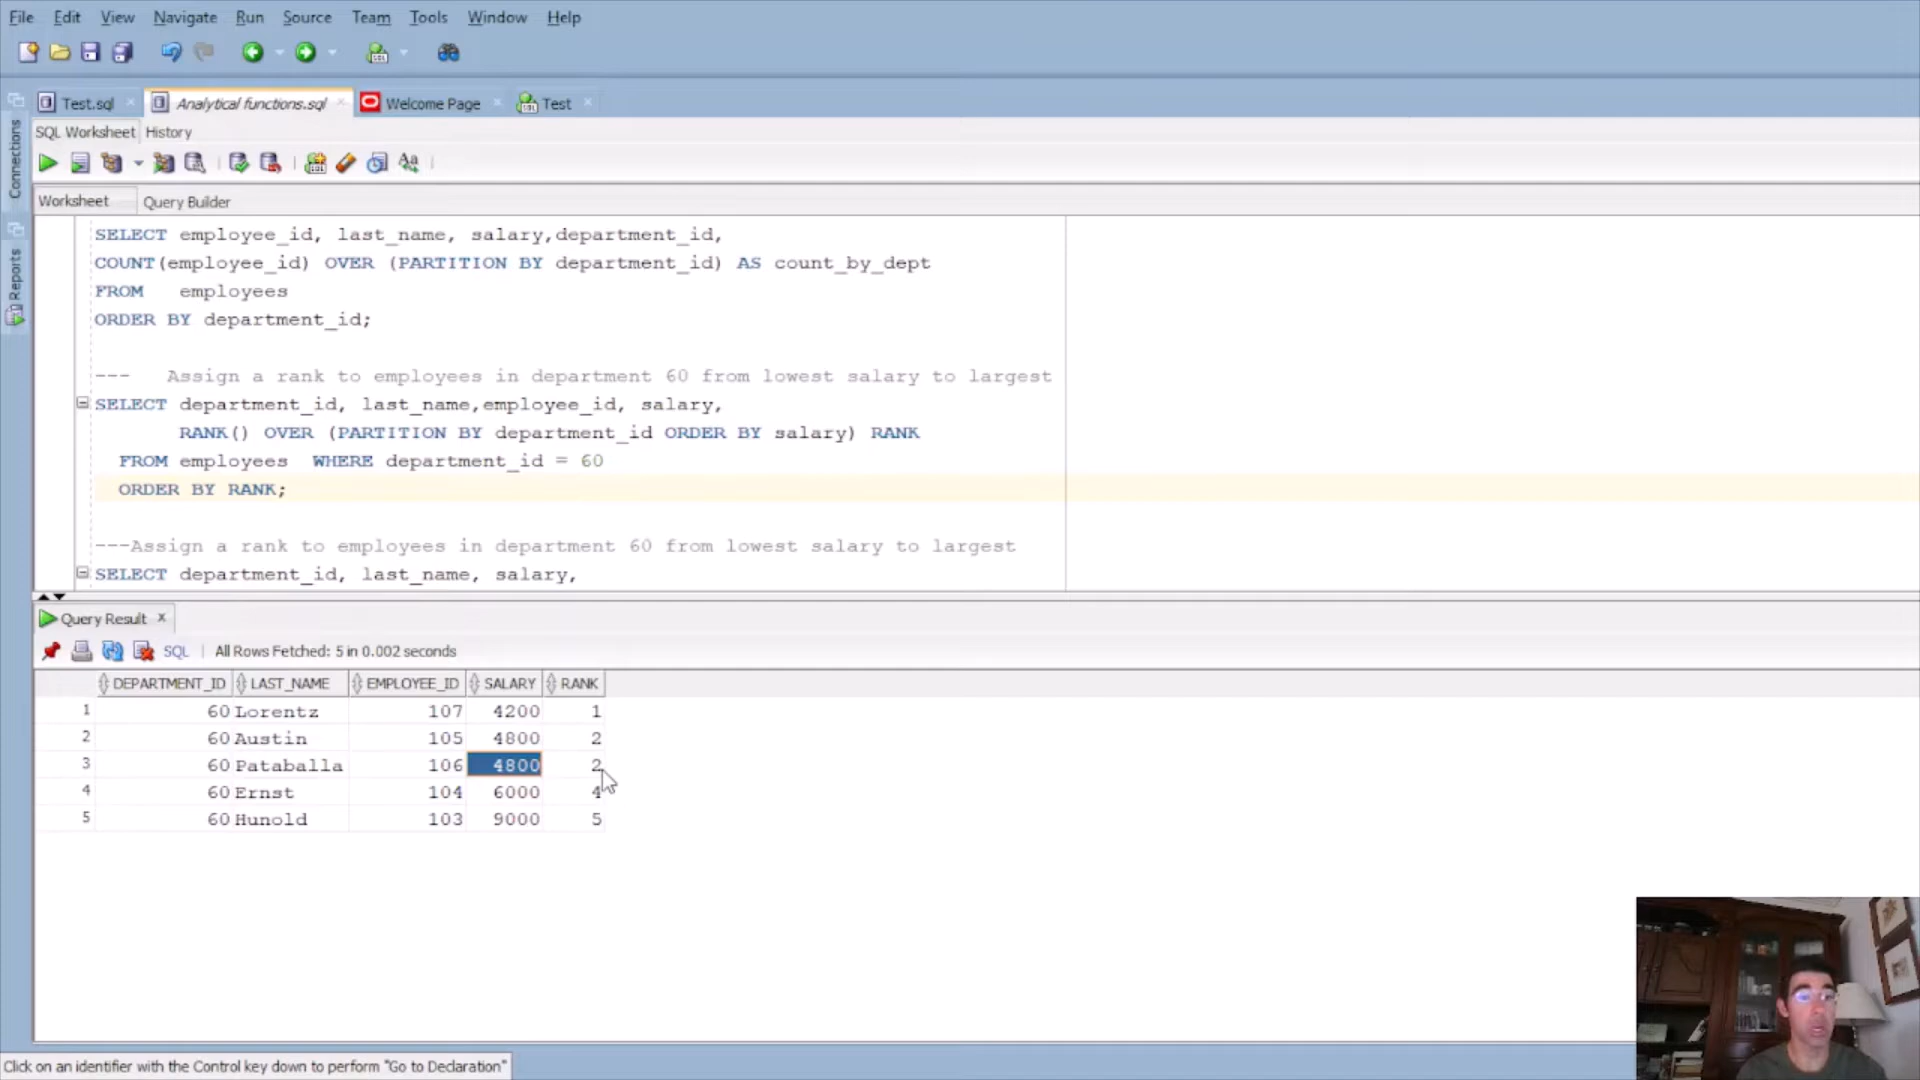 File Edit View Navigate Run Source Team Tools Window Help
Test.sql Analytical functions.sql Welcome Page Test
SQL Worksheet History
Worksheet Query Builder
Connections
Reports
SELECT employee_id, last_name, salary,department_id,
COUNT(employee_id) OVER (PARTITION BY department_id) AS count_by_dept
FROM employees
ORDER BY department_id;
--- Assign a rank to employees in department 60 from lowest salary to largest
SELECT department_id, last_name,employee_id, salary,
RANK() OVER (PARTITION BY department_id ORDER BY salary) RANK
FROM employees WHERE department_id = 60
ORDER BY RANK;
---Assign a rank to employees in department 60 from lowest salary to largest
SELECT department_id, last_name, salary,
Query Result
SQL | All Rows Fetched: 5 in 0.002 seconds
DEPARTMENT_ID LAST_NAME EMPLOYEE_ID SALARY RANK
1 60 Lorentz 107 4200 1
2 60 Austin 105 4800 2
3 60 Pataballa 106 4800 2
4 60 Ernst 104 6000 4
5 60 Hunold 103 9000 5
Click on an identifier with the Control key down to perform "Go to Declaration"